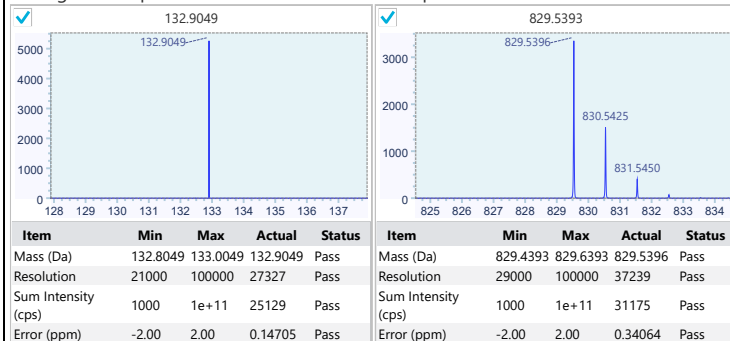 132.9049
132.9049
5000
4000
3000
2000
1000
0
128 129 130 131 132 133 134 135 136 137
Item Min Max Actual Status
Mass (Da) 132.8049 133.0049 132.9049 Pass
Resolution 21000 100000 27327 Pass
Sum Intensity (cps) 1000 1e+11 25129 Pass
Error (ppm) -2.00 2.00 0.14705 Pass
829.5393
829.5396
830.5425
831.5450
3000
2000
1000
0
825 826 827 828 829 830 831 832 833 834
Item Min Max Actual Status
Mass (Da) 829.4393 829.6393 829.5396 Pass
Resolution 29000 100000 37239 Pass
Sum Intensity (cps) 1000 1e+11 31175 Pass
Error (ppm) -2.00 2.00 0.34064 Pass